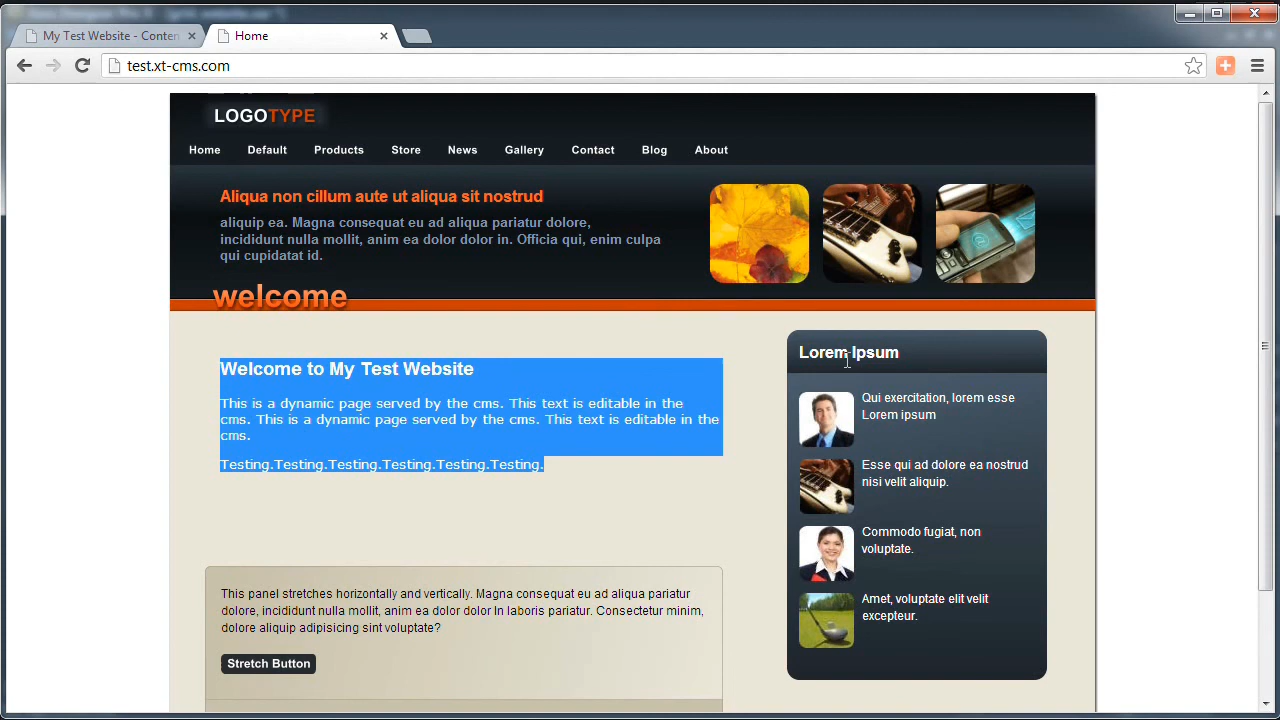 My Test Website - Conten
Home
test.xt-cms.com
LOGOTYPE
Home Default Products Store News Gallery Contact Blog About
Aliqua non cillum aute ut aliqua sit nostrud
aliquip ea. Magna consequat eu ad aliqua pariatur dolore,
incididunt nulla mollit, anim ea dolor dolor in. Officia qui, enim culpa
qui cupidatat id.
welcome
Welcome to My Test Website
This is a dynamic page served by the cms. This text is editable in the
cms. This is a dynamic page served by the cms. This text is editable in the
cms.
Testing.Testing.Testing.Testing.Testing.Testing.
This panel stretches horizontally and vertically. Magna consequat eu ad aliqua pariatur
dolore, incididunt nulla mollit, anim ea dolor dolor In laboris pariatur. Consectetur minim,
dolore aliquip adipisicing sint voluptate?
Stretch Button
Lorem Ipsum
Qui exercitation, lorem esse
Lorem ipsum
Esse qui ad dolore ea nostrud
nisi velit aliquip.
Commodo fugiat, non
voluptate.
Amet, voluptate elit velit
excepteur.